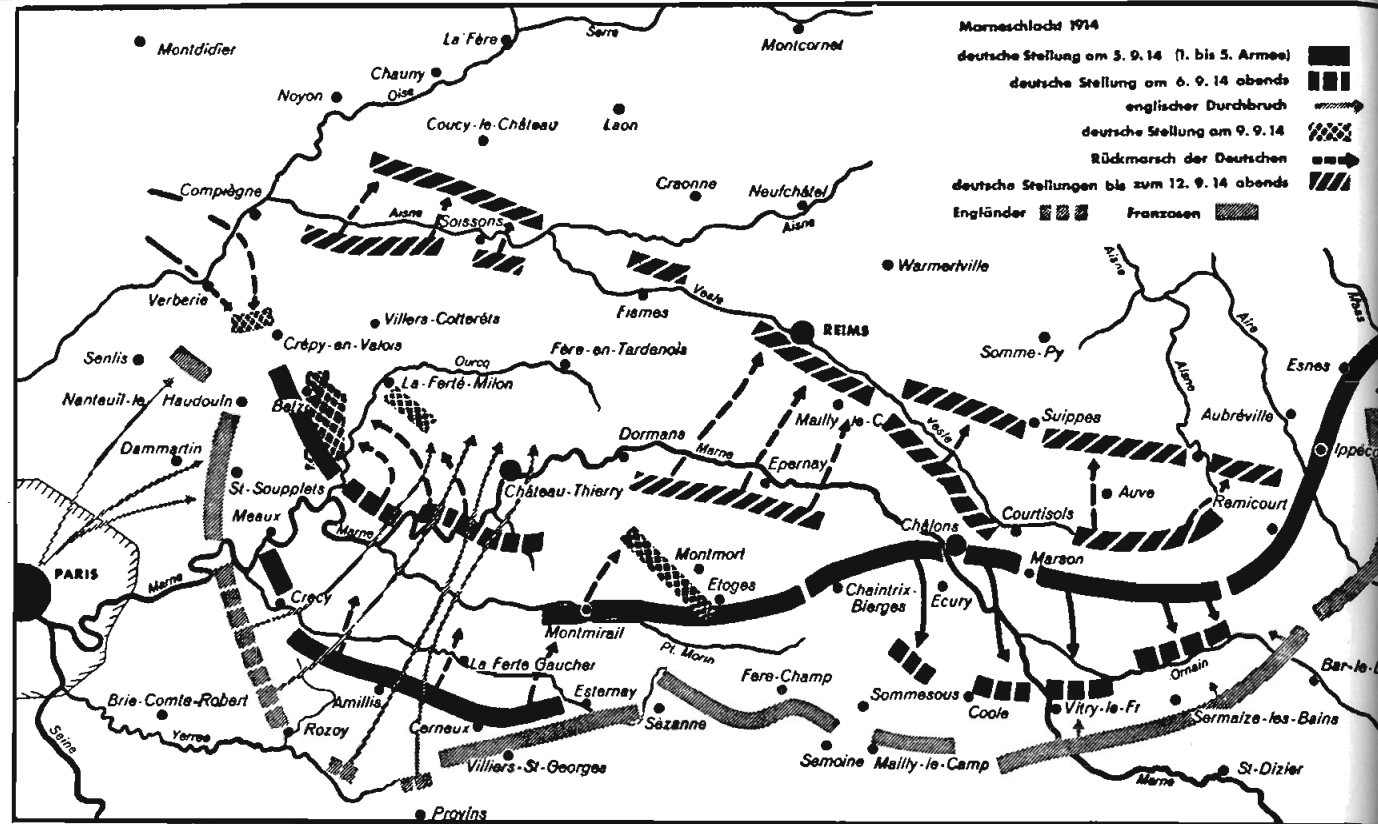 Marneschlacht 1914
deutsche Stellung am 5.9.14 (1. bis 5. Armee)
deutsche Stellung am 6.9.14 abends
englischer Durchbruch
deutsche Stellung am 9.9.14
Rückmarsch der Deutschen
deutsche Stellungen bis zum 12.9.14 abends
Engländer Franzosen
Montdidier
La Fère
Serre
Montcornet
Chauny
Noyon
Oise
Coucy-le-Château
Laon
Compiègne
Craonne
Neufchâtel
Aisne
Soissons
Aisne
Aisne
Aire
Maas
Warmeriville
Verberie
Vesle
Fismes
REIMS
Villers-Cotterêts
Crépy-en-Valois
Somme-Py
Senlis
Ourcq
Fère-en-Tardenois
Esnes
La-Ferté-Milon
Aisne
Nanteuil-le-Haudouin
Mailly-le-C
Suippes
Aubréville
Vesle
Dormans
Dammartin
Marne
Epernay
Ippéco
St-Soupplets
Château-Thierry
Auve
Remicourt
Meaux
Marne
Châlons
Courtisols
Montmort
Marson
PARIS
Marne
Etoges
Chaintrix-Bierges
Ecury
Crecy
Montmirail
Pt. Morin
La Ferte Gaucher
Ornain
Bar-le-D
Fere-Champ
Brie-Comte-Robert
Amillis
Esternay
Sommesous
Coole
Vitry-le-Fr
Sermaize-les-Bains
Sézanne
Rozoy
Cerneux
Yerres
Seine
Villiers-St-Georges
Semoine
Mailly-le-Camp
St-Dizier
Marne
Provins